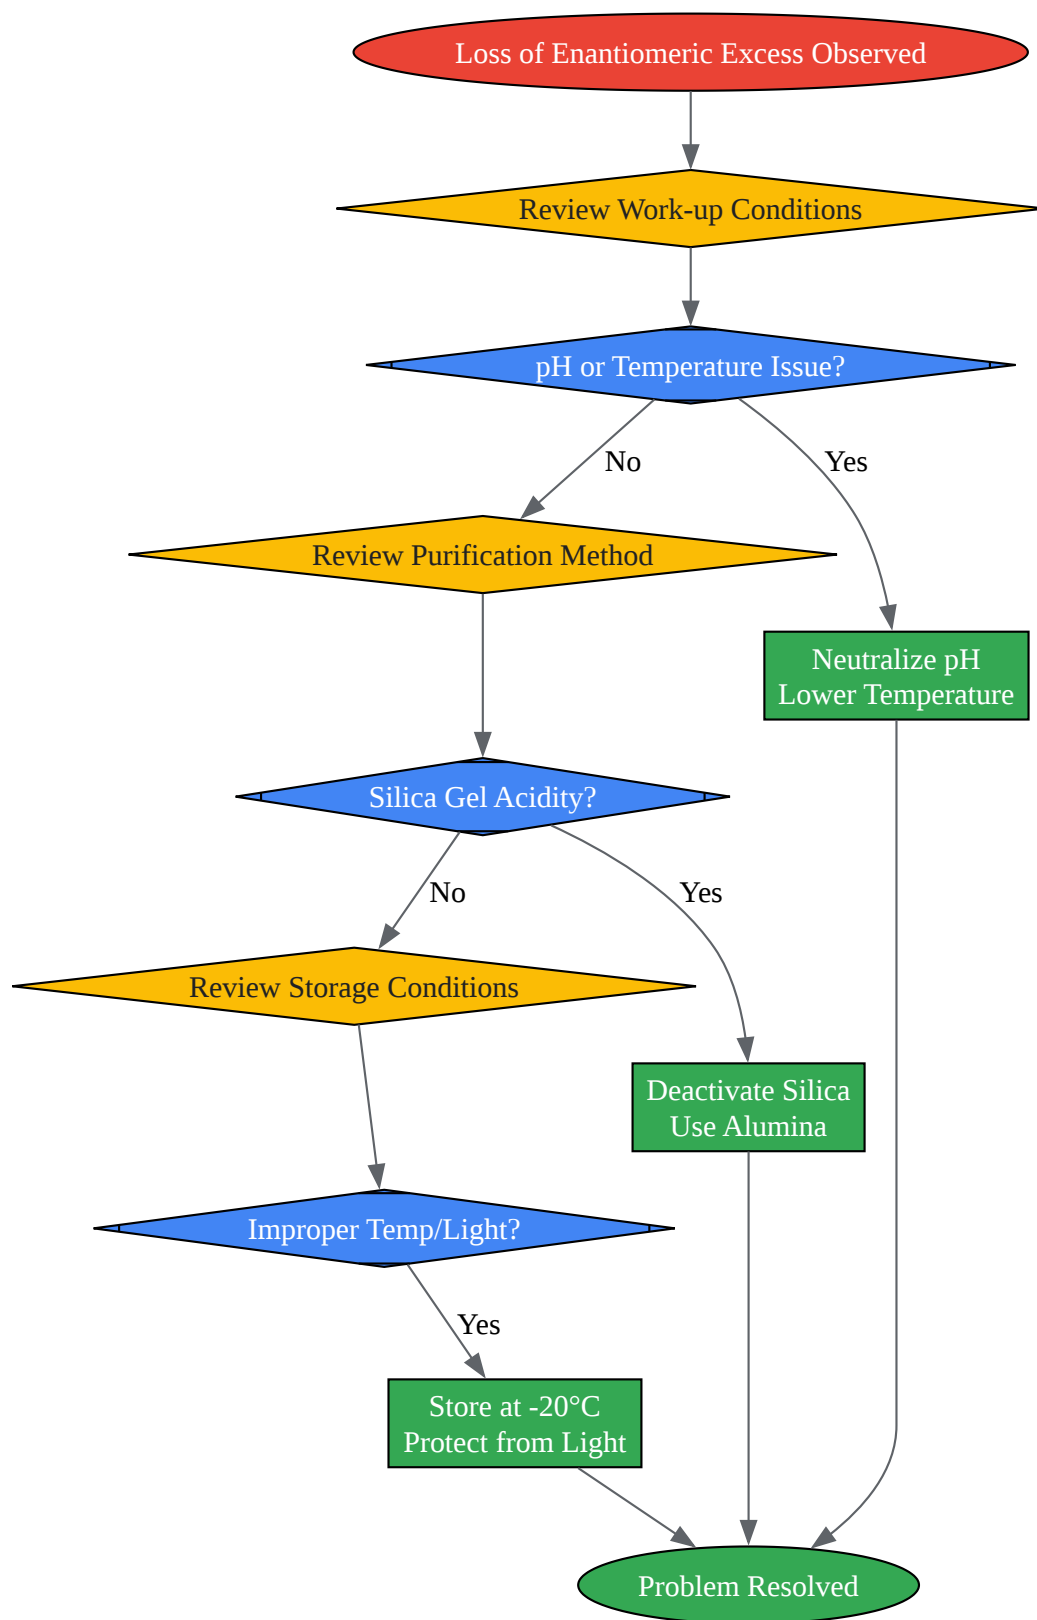 Loss of Enantiomeric Excess Observed
Review Work-up Conditions
pH or Temperature Issue?
No
Yes
Review Purification Method
Neutralize pH
Lower Temperature
Silica Gel Acidity?
No
Yes
Review Storage Conditions
Deactivate Silica
Use Alumina
Improper Temp/Light?
Yes
Store at -20°C
Protect from Light
Problem Resolved